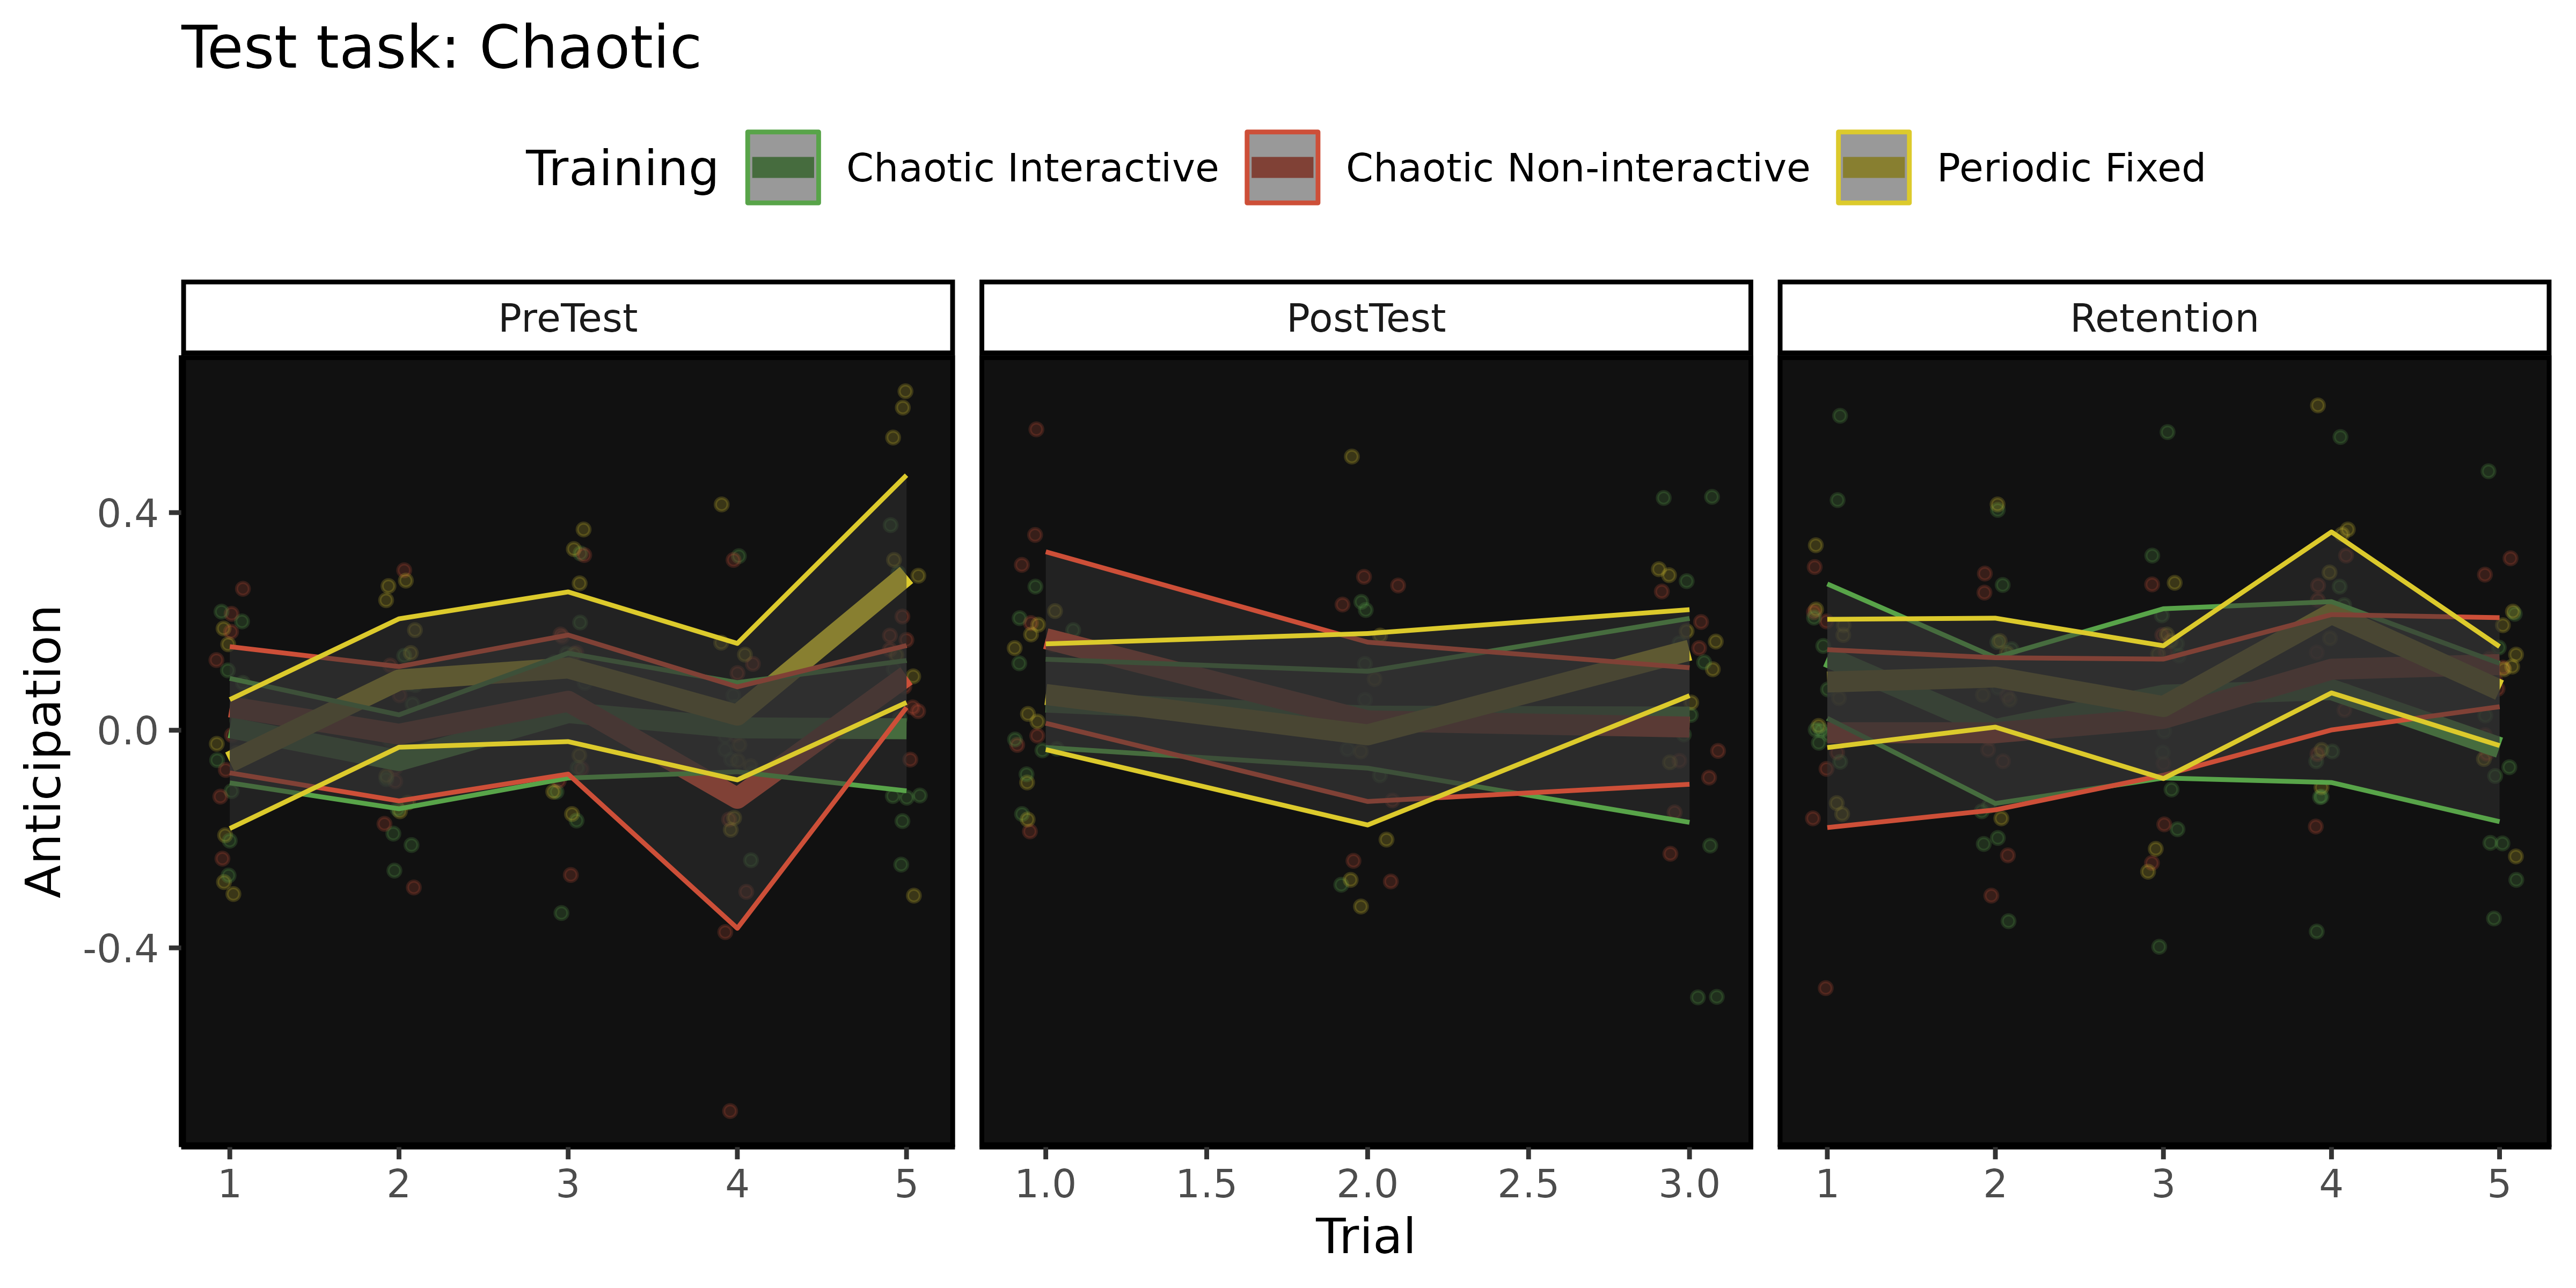 Test task: Chaotic
Training Chaotic Interactive Chaotic Non-interactive Periodic Fixed
PreTest PostTest Retention
Anticipation
0.4
0.0
-0.4
1 2 3 4 5 1.0 1.5 2.0 2.5 3.0 1 2 3 4 5
Trial